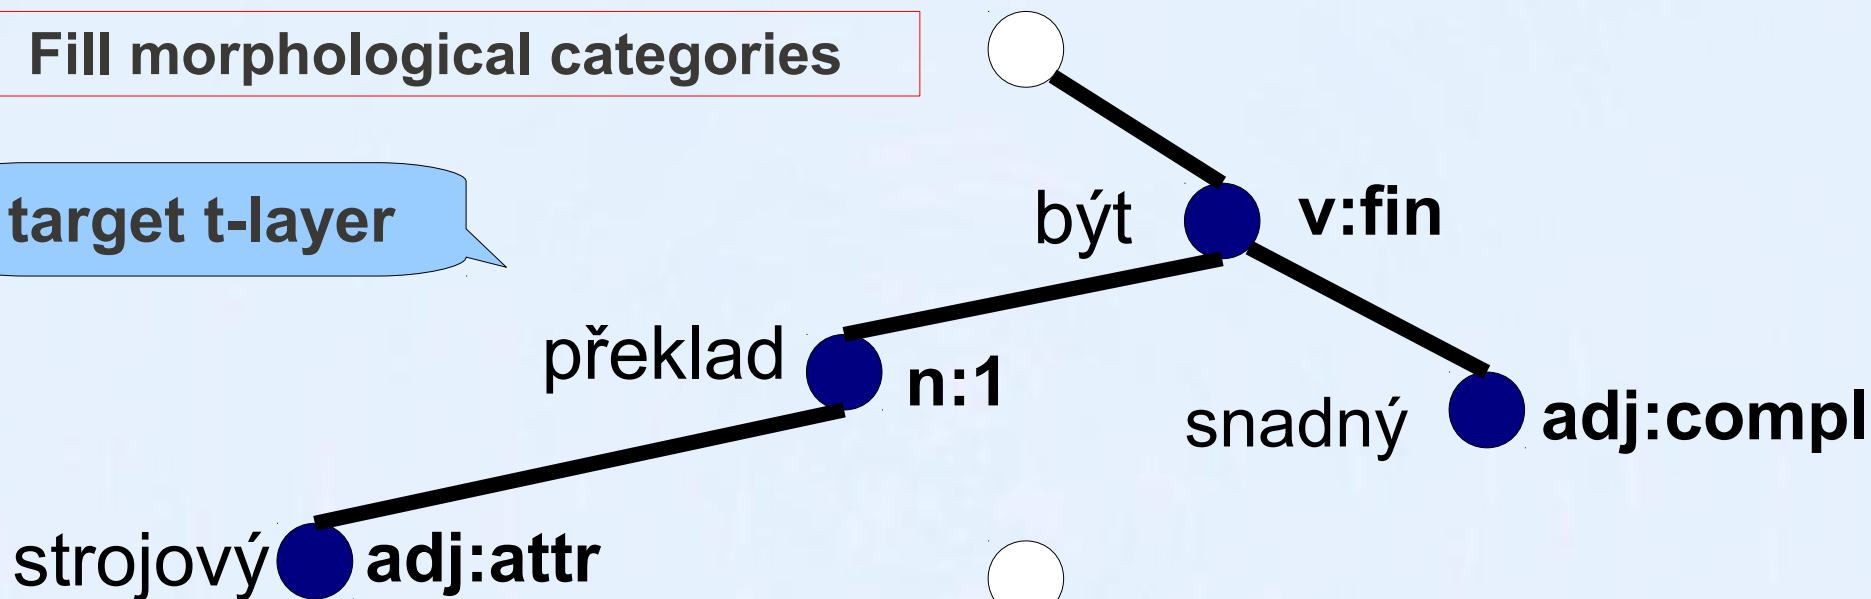 Fill morphological categories
target t-layer
být v:fin
překlad n:1
snadný adj:compl
strojový adj:attr